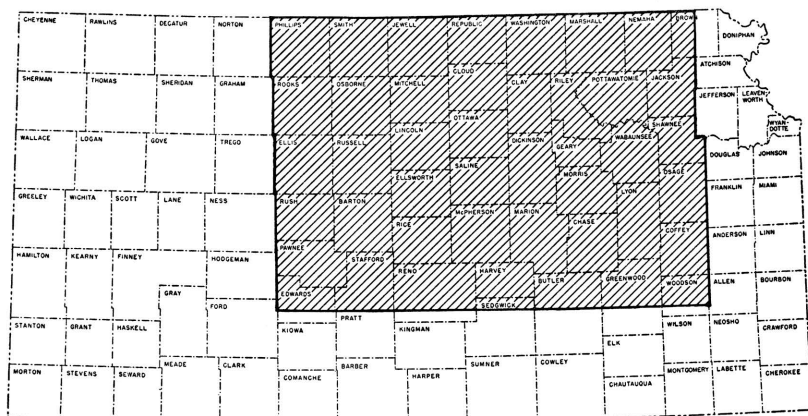 CHEYENNE RAWLINS DECATUR NORTON PHILLIPS SMITH JEWELL REPUBLIC WASHINGTON MARSHALL NEMAHA BROWN DONIPHAN
ATCHISON
SHERMAN THOMAS SHERIDAN GRAHAM ROOKS OSBORNE MITCHELL CLOUD CLAY RILEY POTTAWATOMIE JACKSON
JEFFERSON LEAVEN-
WORTH
WYAN-
DOTTE
WALLACE LOGAN GOVE TREGO ELLIS RUSSELL LINCOLN OTTAWA DICKINSON GEARY WABAUNSEE SHAWNEE DOUGLAS JOHNSON
ELLSWORTH SALINE MORRIS OSAGE
GREELEY WICHITA SCOTT LANE NESS RUSH BARTON RICE McPHERSON MARION CHASE LYON FRANKLIN MIAMI
COFFEY ANDERSON LINN
HAMILTON KEARNY FINNEY HODGEMAN PAWNEE STAFFORD RENO HARVEY BUTLER GREENWOOD WOODSON ALLEN BOURBON
GRAY FORD EDWARDS SEDGWICK
PRATT
STANTON GRANT HASKELL KIOWA KINGMAN WILSON NEOSHO CRAWFORD
ELK
MEADE CLARK BARBER SUMNER COWLEY
MORTON STEVENS SEWARD COMANCHE HARPER CHAUTAUQUA MONTGOMERY LABETTE CHEROKEE